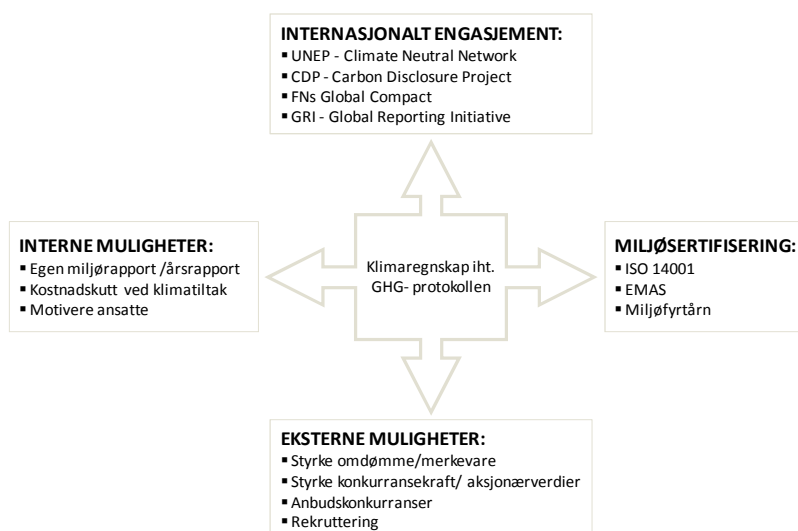 INTERNASJONALT ENGASJEMENT:
▪ UNEP - Climate Neutral Network
▪ CDP - Carbon Disclosure Project
▪ FNs Global Compact
▪ GRI - Global Reporting Initiative
INTERNE MULIGHETER:
▪ Egen miljørapport /årsrapport
▪ Kostnadskutt ved klimatiltak
▪ Motivere ansatte
Klimaregnskap iht.
GHG- protokollen
MILJØSERTIFISERING:
▪ ISO 14001
▪ EMAS
▪ Miljøfyrtårn
EKSTERNE MULIGHETER:
▪ Styrke omdømme/merkevare
▪ Styrke konkurransekraft/ aksjonærverdier
▪ Anbudskonkurranser
▪ Rekruttering